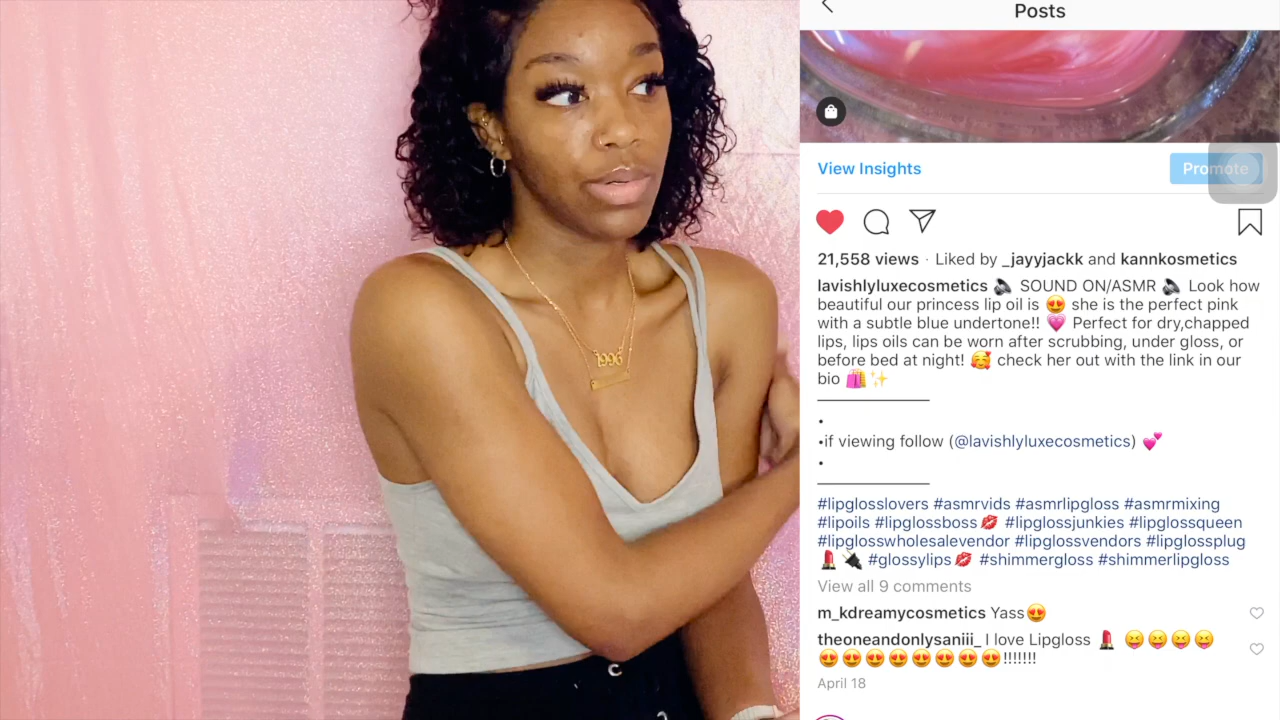 1996
Posts
View Insights
Promote
21,558 views · Liked by _jayyjackk and kannkosmetics
lavishlyluxecosmetics 🔊 SOUND ON/ASMR 🔊 Look how
beautiful our princess lip oil is 😍 she is the perfect pink
with a subtle blue undertone!! 💗 Perfect for dry,chapped
lips, lips oils can be worn after scrubbing, under gloss, or
before bed at night! 🥰 check her out with the link in our
bio 🛍️✨
•
•if viewing follow (@lavishlyluxecosmetics) 💕
•
#lipglosslovers #asmrvids #asmrlipgloss #asmrmixing
#lipoils #lipglossboss💋 #lipglossjunkies #lipglossqueen
#lipglosswholesalevendor #lipglossvendors #lipglossplug
💄 🔌 #glossylips💋 #shimmergloss #shimmerlipgloss
View all 9 comments
m_kdreamycosmetics Yass😍
theoneandonlysaniii_ I love Lipgloss 💄 😝😝😝😝
😍😍😍😍😍😍😍😍!!!!!!!
April 18